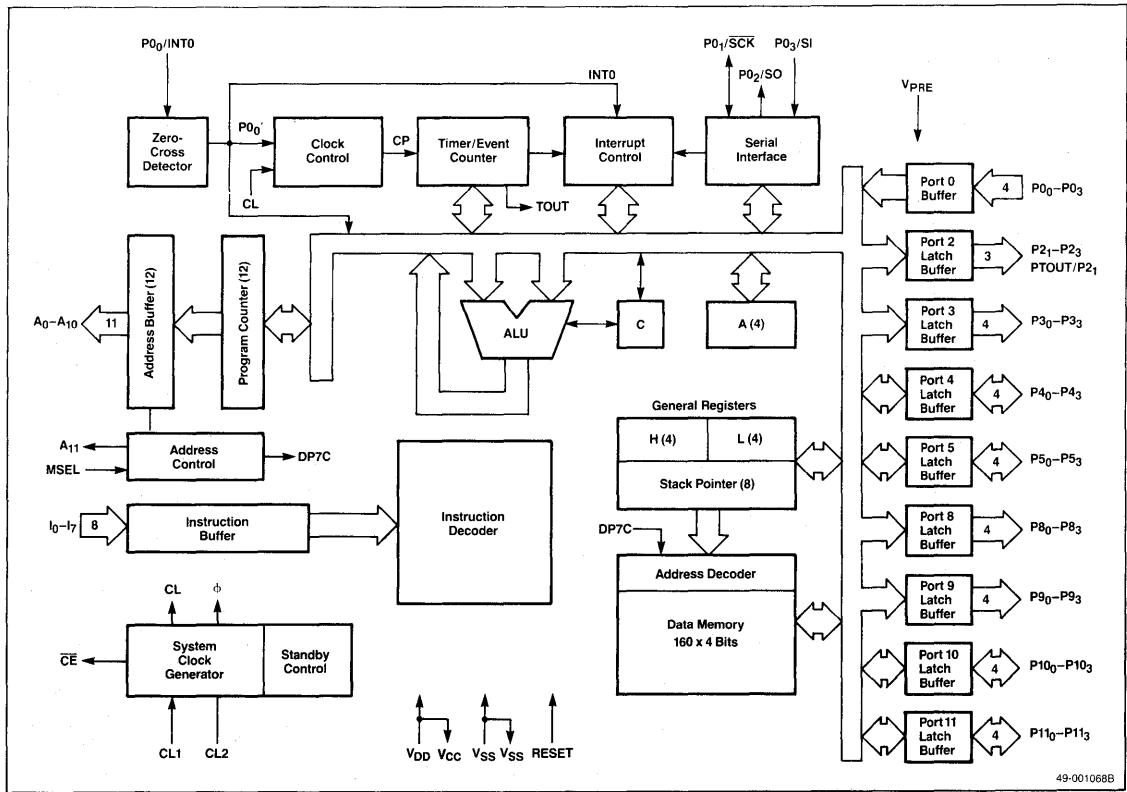 P0₀/INT0
P0₁/S̅C̅K̅
P0₃/SI
P0₂/SO
INT0
VPRE
Zero-
Cross
Detector
P0₀
Clock
Control
CP
Timer/Event
Counter
Interrupt
Control
Serial
Interface
CL
TOUT
Port 0
Buffer
4
P0₀–P0₃
Port 2
Latch
Buffer
3
P2₁–P2₃
PTOUT/P2₁
A₀–A₁₀
11
Address Buffer (12)
Program Counter (12)
ALU
C
A (4)
Port 3
Latch
Buffer
4
P3₀–P3₃
Port 4
Latch
Buffer
4
P4₀–P4₃
A₁₁
MSEL
Address
Control
DP7C
General Registers
H (4)
L (4)
Stack Pointer (8)
Port 5
Latch
Buffer
4
P5₀–P5₃
I₀–I₇
8
Instruction
Buffer
Instruction
Decoder
DP7C
Address Decoder
Data Memory
160 x 4 Bits
Port 8
Latch
Buffer
4
P8₀–P8₃
Port 9
Latch
Buffer
4
P9₀–P9₃
CL
ϕ
C̅E̅
System
Clock
Generator
Standby
Control
CL1
CL2
VDD
VCC
VSS
VSS
RESET
Port 10
Latch
Buffer
4
P10₀–P10₃
Port 11
Latch
Buffer
4
P11₀–P11₃
49-001068B